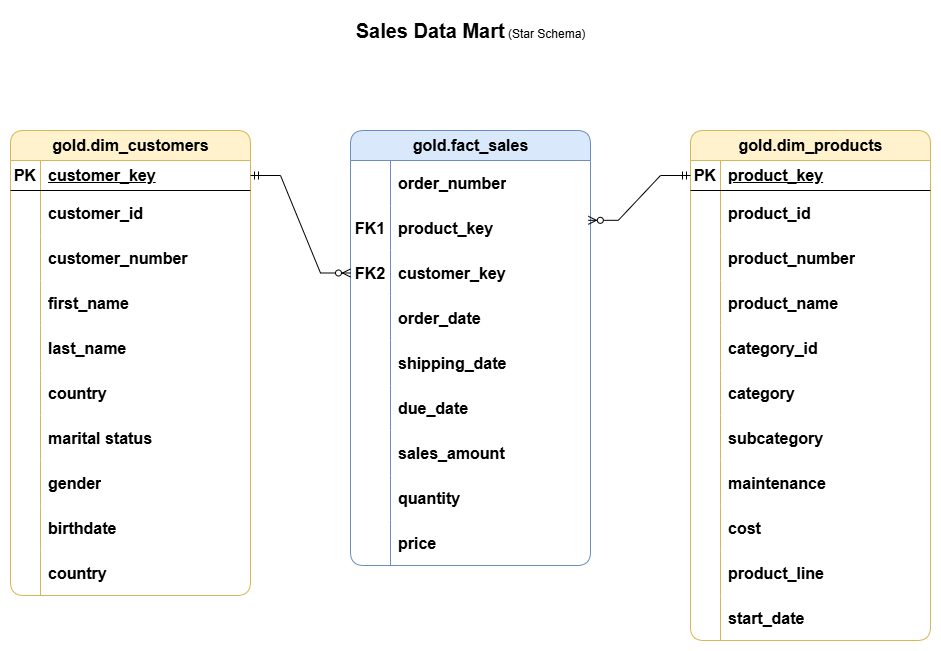 Sales Data Mart (Star Schema)
gold.dim_customers
PK customer_key
customer_id
customer_number
first_name
last_name
country
marital status
gender
birthdate
country
gold.fact_sales
order_number
FK1 product_key
FK2 customer_key
order_date
shipping_date
due_date
sales_amount
quantity
price
gold.dim_products
PK product_key
product_id
product_number
product_name
category_id
category
subcategory
maintenance
cost
product_line
start_date